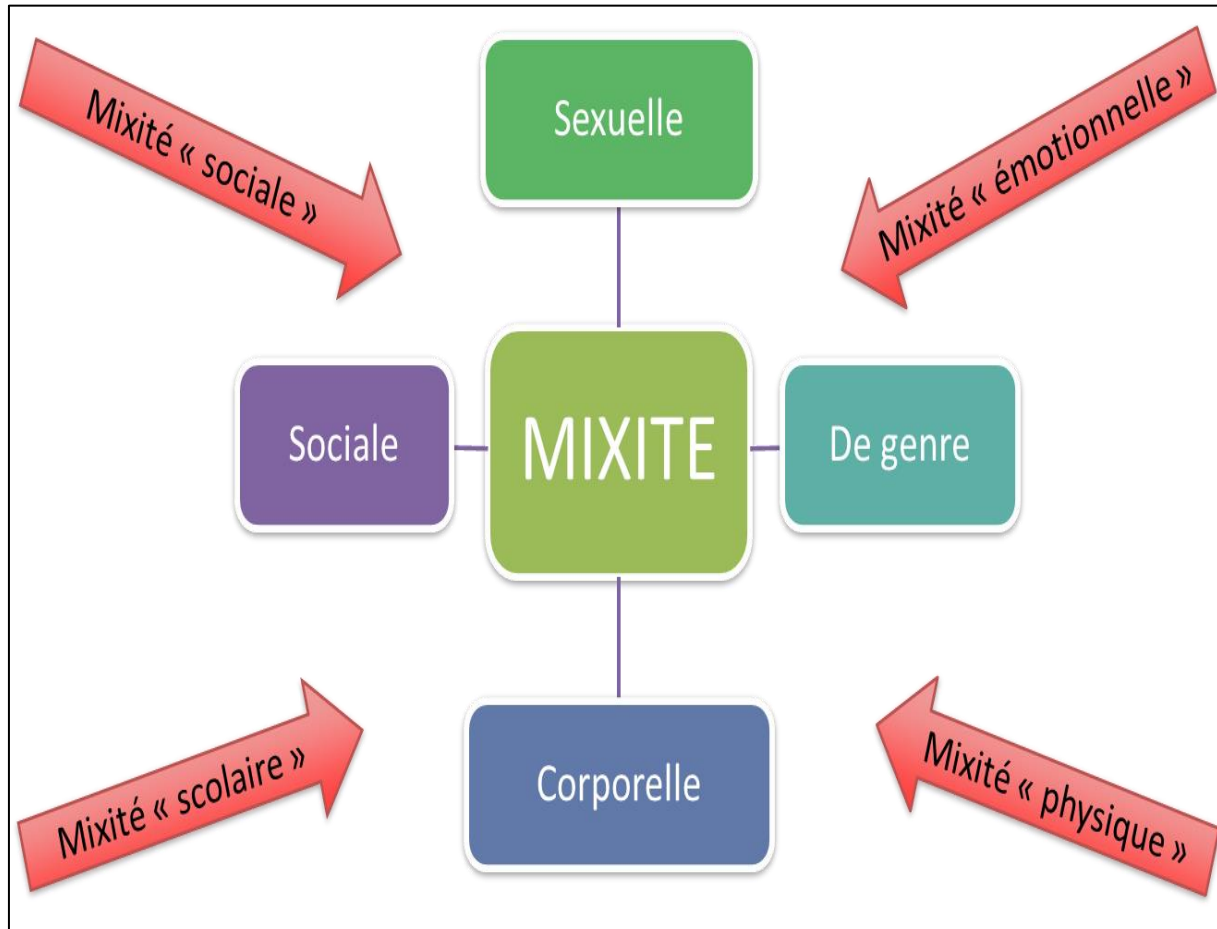 Mixité « sociale »
Sexuelle
Mixité « émotionnelle »
Sociale
MIXITE
De genre
Mixité « scolaire »
Corporelle
Mixité « physique »